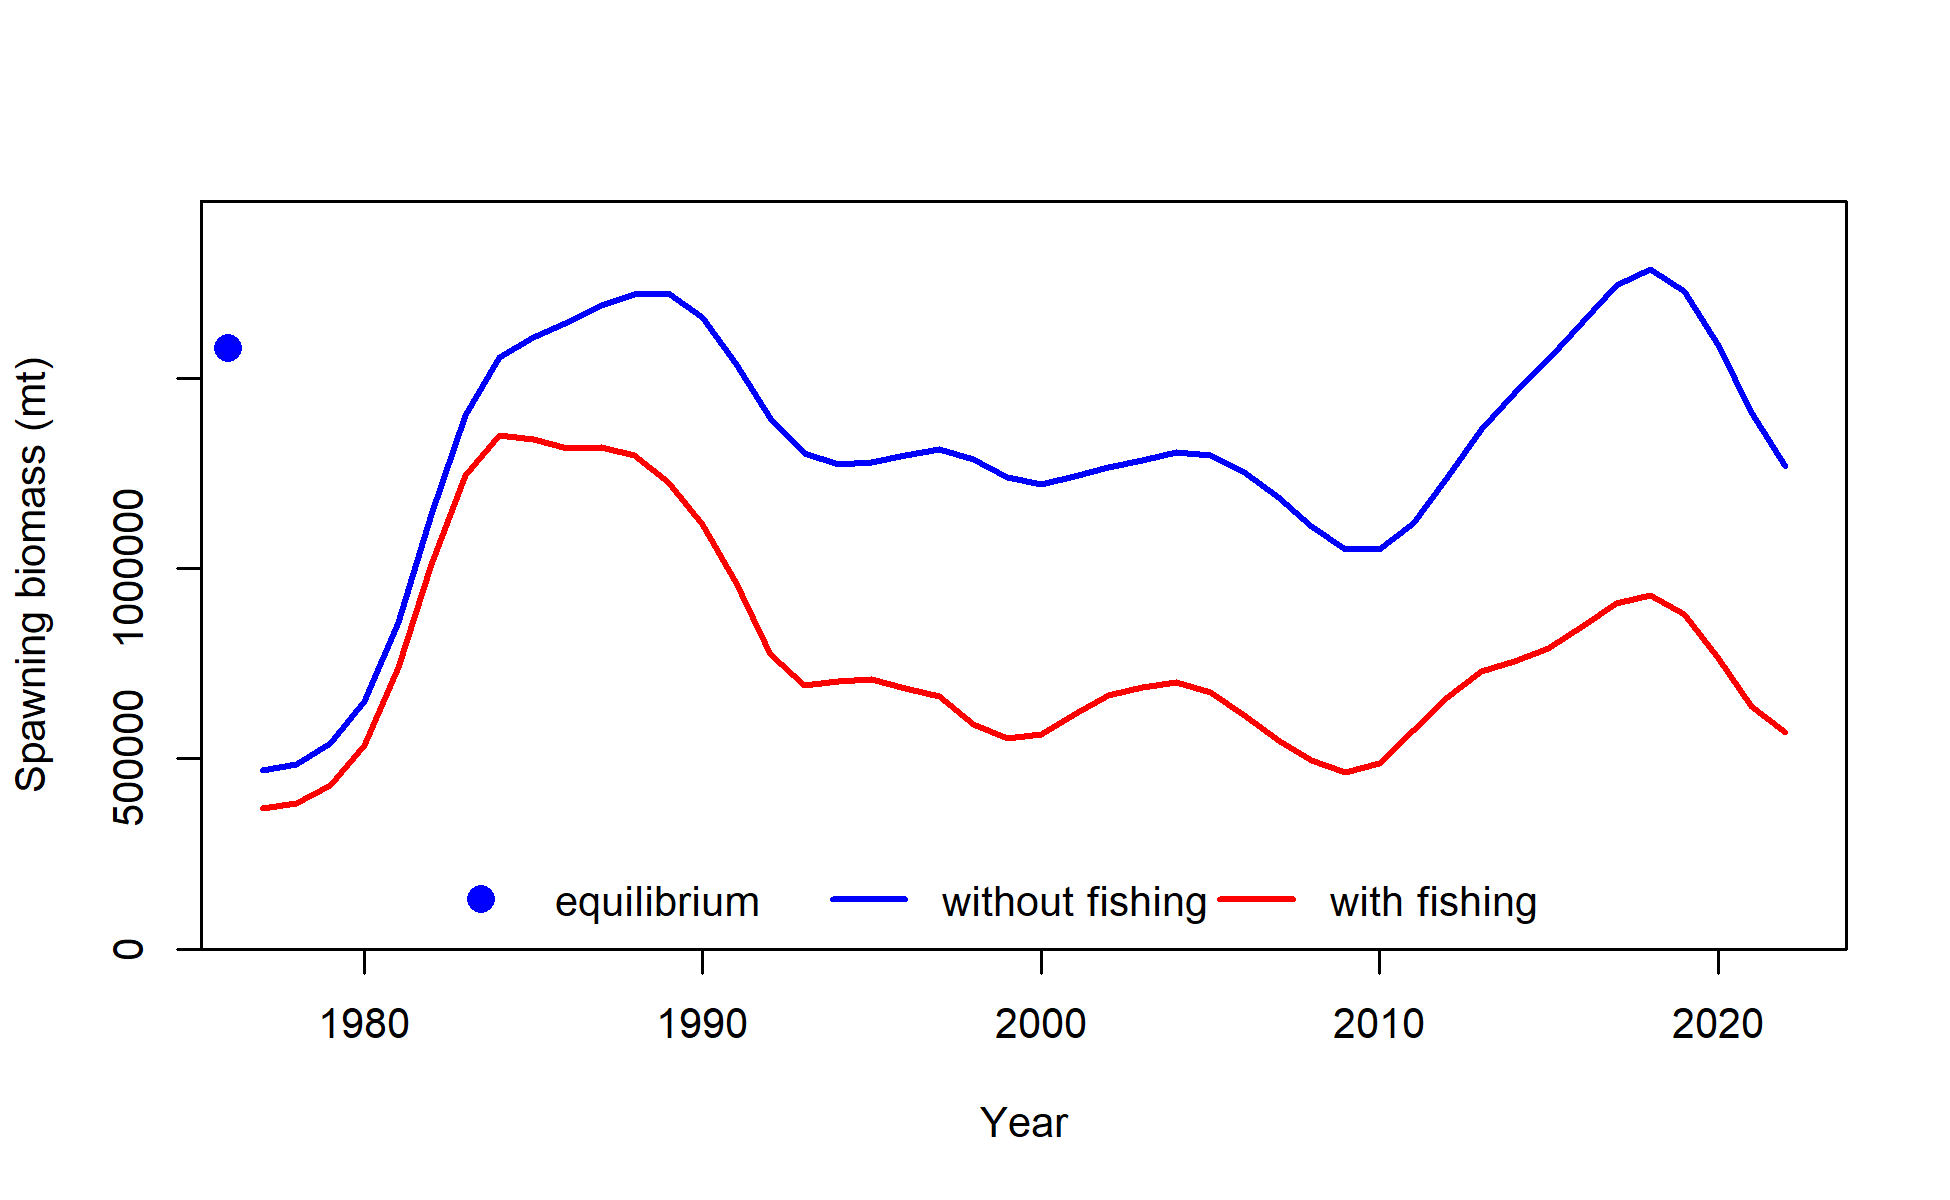 Spawning biomass (mt)
1000000
500000
0
equilibrium without fishing with fishing
1980 1990 2000 2010 2020
Year